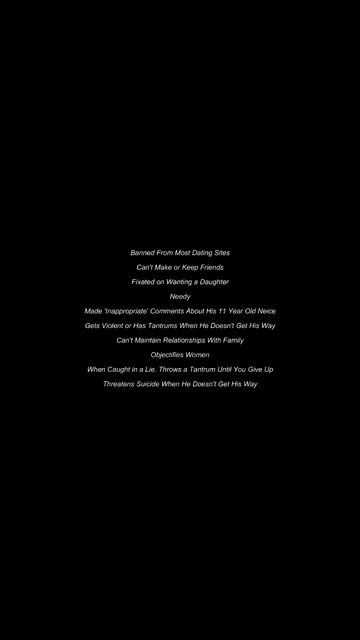 Banned From Most Dating Sites
Can't Make or Keep Friends
Fixated on Wanting a Daughter
Needy
Made 'Inappropriate' Comments About His 11 Year Old Neice
Gets Violent or Has Tantrums When He Doesn't Get His Way
Can't Maintain Relationships With Family
Objectifies Women
When Caught in a Lie, Throws a Tantrum Until You Give Up
Threatens Suicide When He Doesn't Get His Way